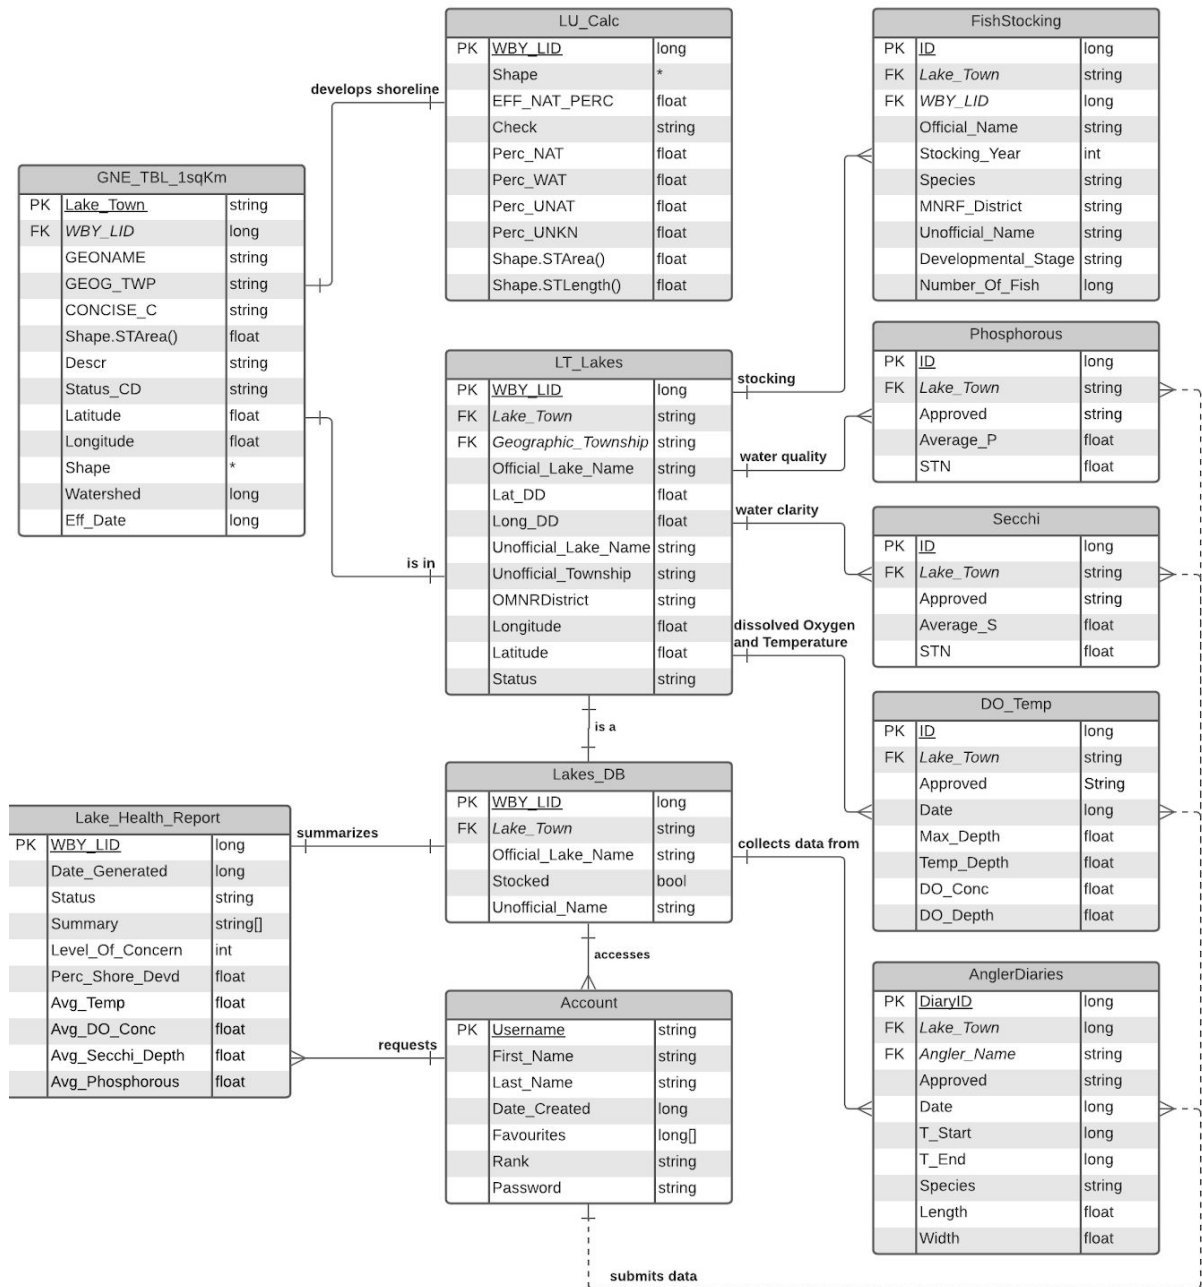 LU_Calc
PK WBY_LID long
Shape *
EFF_NAT_PERC float
Check string
Perc_NAT float
Perc_WAT float
Perc_UNAT float
Perc_UNKN float
Shape.STArea() float
Shape.STLength() float
FishStocking
PK ID long
FK Lake_Town string
FK WBY_LID long
Official_Name string
Stocking_Year int
Species string
MNRF_District string
Unofficial_Name string
Developmental_Stage string
Number_Of_Fish long
develops shoreline
GNE_TBL_1sqKm
PK Lake_Town string
FK WBY_LID long
GEONAME string
GEOG_TWP string
CONCISE_C string
Shape.STArea() float
Descr string
Status_CD string
Latitude float
Longitude float
Shape *
Watershed long
Eff_Date long
is in
LT_Lakes
PK WBY_LID long
FK Lake_Town string
FK Geographic_Township string
Official_Lake_Name string
Lat_DD float
Long_DD float
Unofficial_Lake_Name string
Unofficial_Township string
OMNRDistrict string
Longitude float
Latitude float
Status string
stocking
water quality
water clarity
dissolved Oxygen
and Temperature
Phosphorous
PK ID long
FK Lake_Town string
Approved string
Average_P float
STN float
Secchi
PK ID long
FK Lake_Town string
Approved string
Average_S float
STN float
DO_Temp
PK ID long
FK Lake_Town string
Approved String
Date long
Max_Depth float
Temp_Depth float
DO_Conc float
DO_Depth float
is a
Lakes_DB
PK WBY_LID long
FK Lake_Town string
Official_Lake_Name string
Stocked bool
Unofficial_Name string
summarizes
collects data from
Lake_Health_Report
PK WBY_LID long
Date_Generated long
Status string
Summary string[]
Level_Of_Concern int
Perc_Shore_Devd float
Avg_Temp float
Avg_DO_Conc float
Avg_Secchi_Depth float
Avg_Phosphorous float
accesses
requests
Account
PK Username string
First_Name string
Last_Name string
Date_Created long
Favourites long[]
Rank string
Password string
AnglerDiaries
PK DiaryID long
FK Lake_Town long
FK Angler_Name string
Approved string
Date long
T_Start long
T_End long
Species string
Length float
Width float
submits data